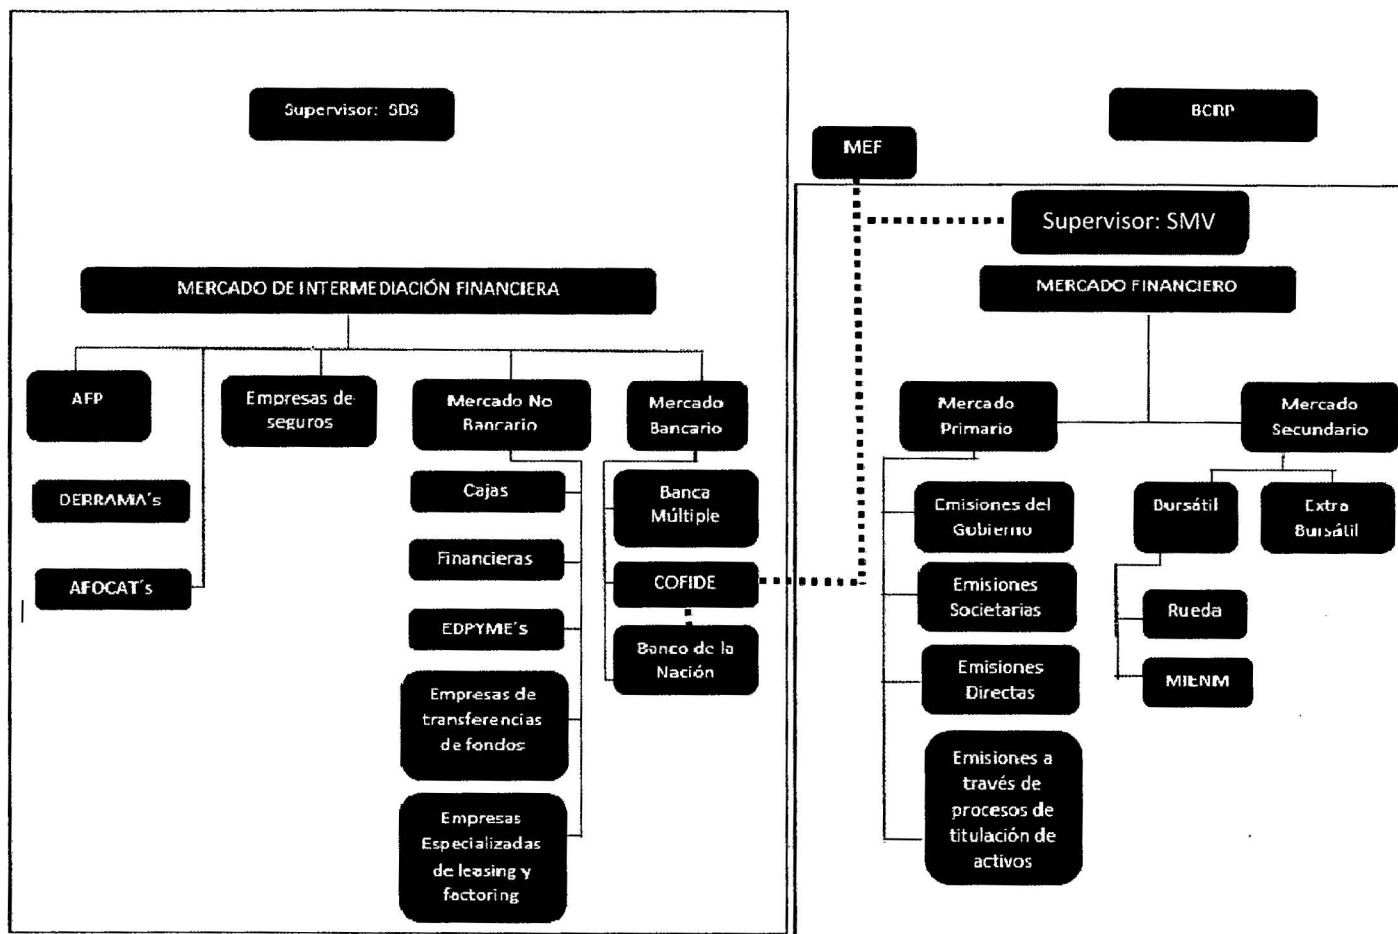 Supervisor: SBS
BCRP
MEF
Supervisor: SMV
MERCADO DE INTERMEDIACIÓN FINANCIERA
MERCADO FINANCIERO
AFP
Empresas de
seguros
Mercado No
Bancario
Mercado
Bancario
Mercado
Primario
Mercado
Secundario
DERRAMA´s
AFOCAT´s
Cajas
Financieras
EDPYME´s
Empresas de
transferencias
de fondos
Empresas
Especializadas
de leasing y
factoring
Banca
Múltiple
COFIDE
Banco de la
Nación
Emisiones del
Gobierno
Emisiones
Societarias
Emisiones
Directas
Emisiones a
través de
procesos de
titulación de
activos
Bursátil
Extra
Bursátil
Rueda
MIENM